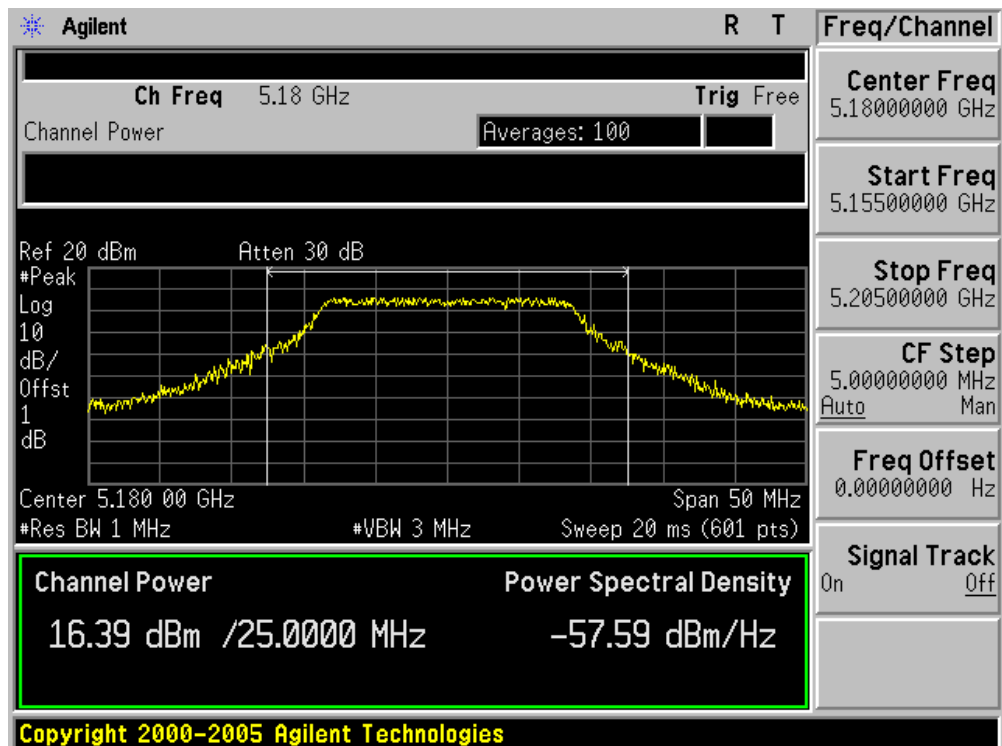 Agilent R T
Ch Freq 5.18 GHz Trig Free
Channel Power Averages: 100
Ref 20 dBm Atten 30 dB
#Peak
Log
10
dB/
Offst
1
dB
Center 5.180 00 GHz Span 50 MHz
#Res BW 1 MHz #VBW 3 MHz Sweep 20 ms (601 pts)
Channel Power Power Spectral Density
16.39 dBm /25.0000 MHz -57.59 dBm/Hz
Copyright 2000-2005 Agilent Technologies
Freq/Channel
Center Freq
5.18000000 GHz
Start Freq
5.15500000 GHz
Stop Freq
5.20500000 GHz
CF Step
5.00000000 MHz
Auto Man
Freq Offset
0.00000000 Hz
Signal Track
On Off